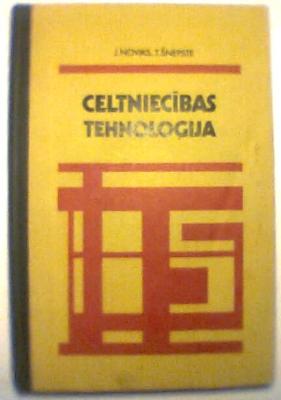 J. NOVIKS, T. ŠNEPSTE
CELTNIECĪBAS
TEHNOLOĢIJA